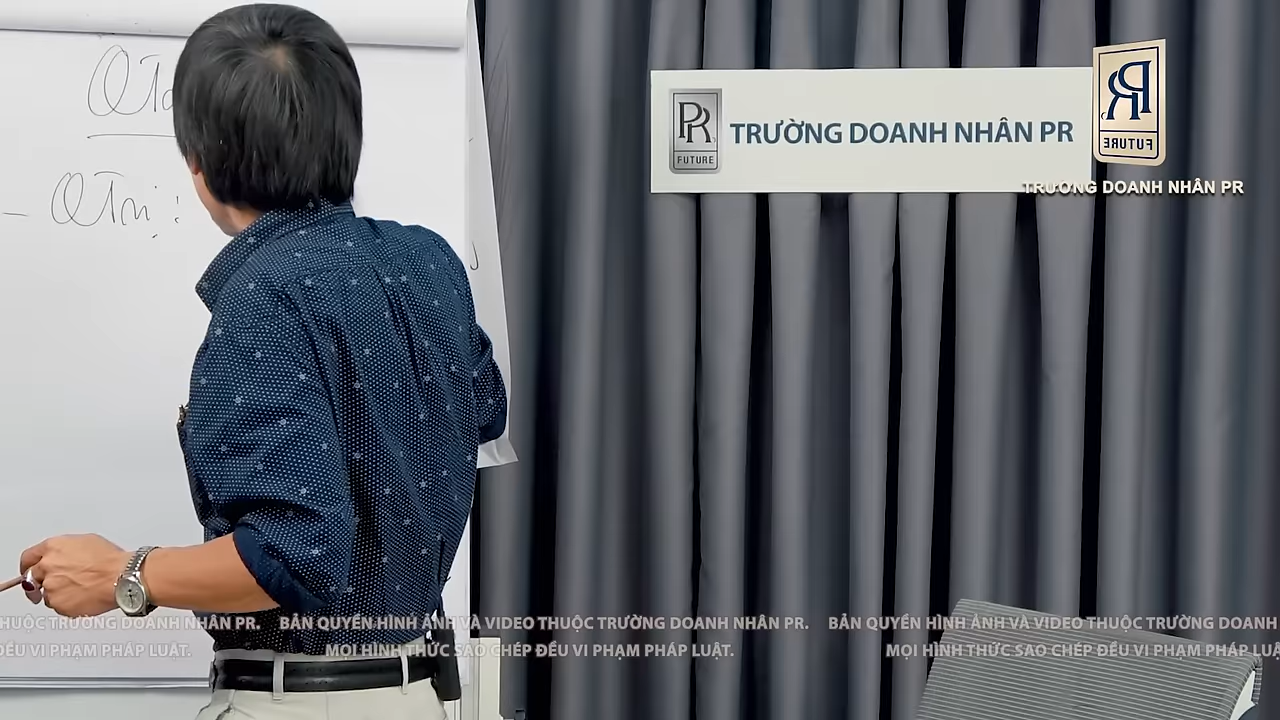 QTrị :
PR
FUTURE
TRƯỜNG DOANH NHÂN PR
PR
FUTURE
TRƯỜNG DOANH NHÂN PR
THUỘC TRƯỜNG DOANH NHÂN PR. BẢN QUYỀN HÌNH ẢNH VÀ VIDEO THUỘC TRƯỜNG DOANH NHÂN PR. BẢN QUYỀN HÌNH ẢNH VÀ VIDEO THUỘC TRƯỜNG DOANH
ĐỀU VI PHẠM PHÁP LUẬT. MỌI HÌNH THỨC SAO CHÉP ĐỀU VI PHẠM PHÁP LUẬT. MỌI HÌNH THỨC SAO CHÉP ĐỀU VI PHẠM PHÁP